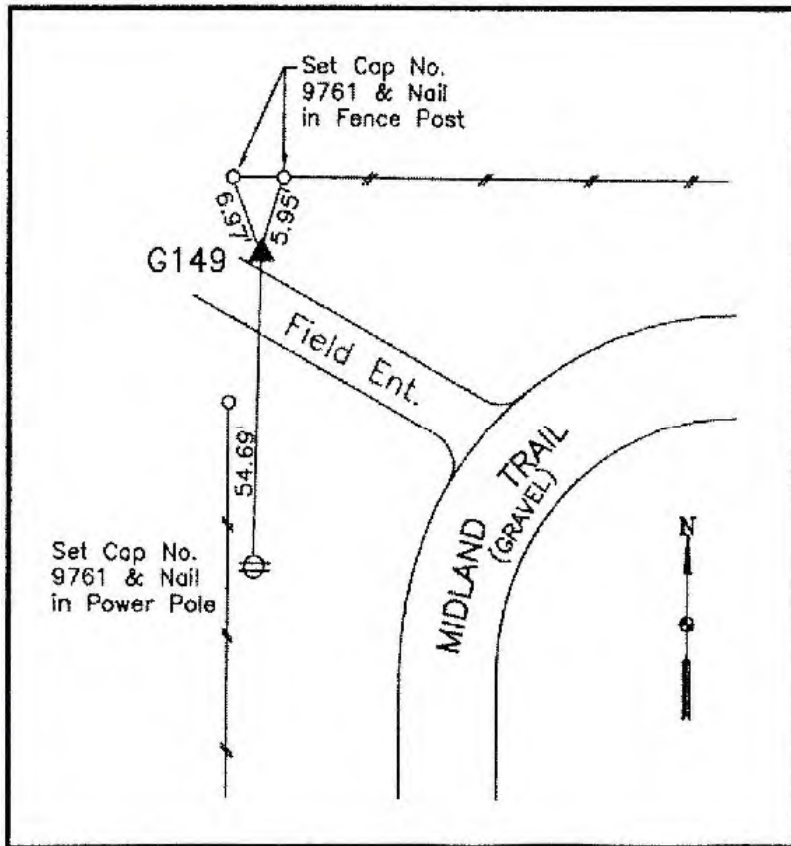 Set Cap No.
9761 & Nail
in Fence Post
6.97'
5.95'
G149
Field Ent.
54.69'
MIDLAND TRAIL
(GRAVEL)
Set Cap No.
9761 & Nail
in Power Pole
N